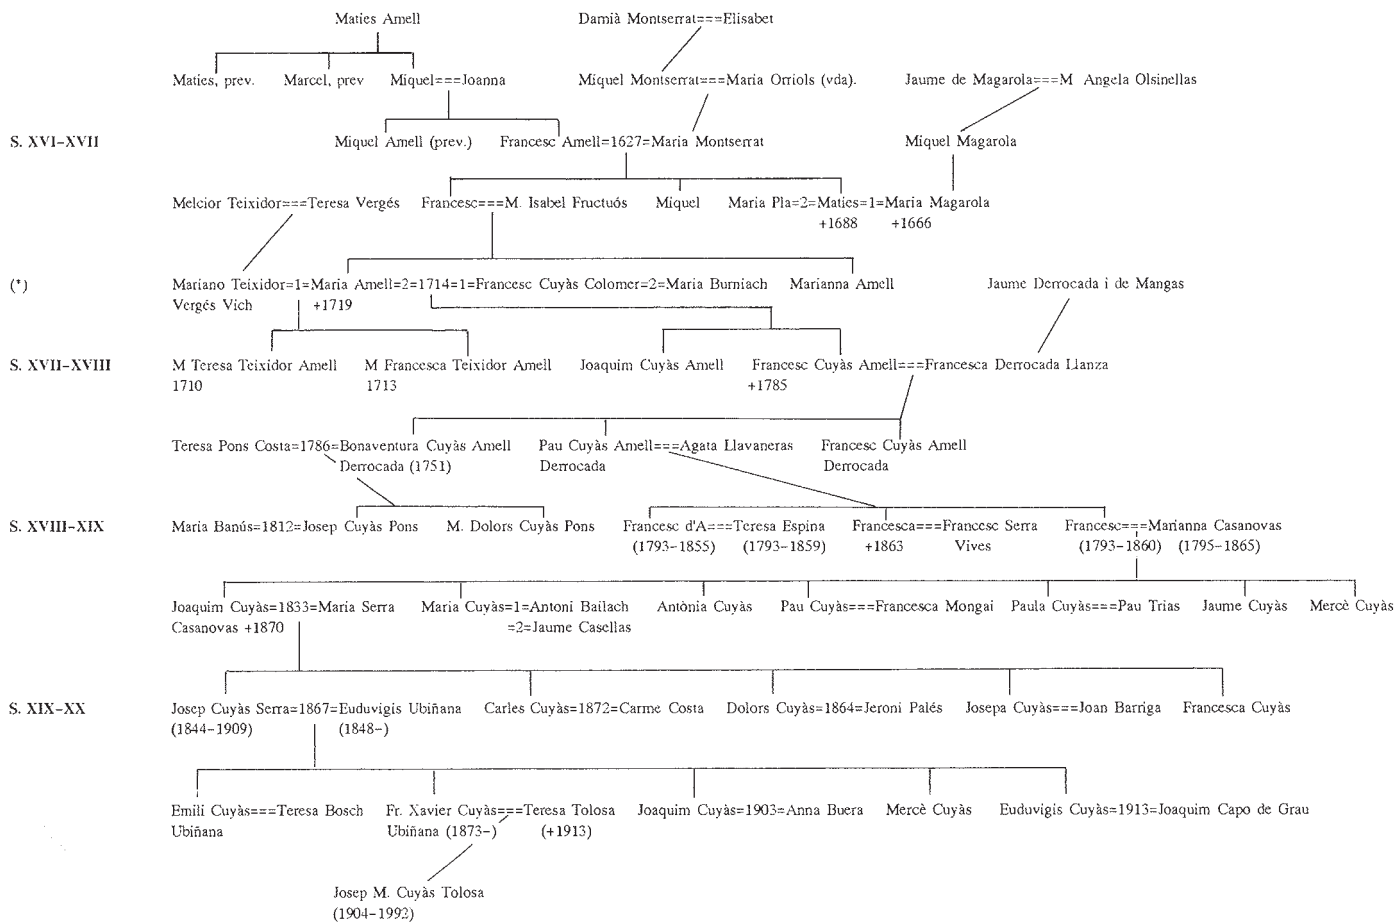 Maties Amell Damià Montserrat===Elisabet
Maties, prev. Marcel, prev Miquel===Joanna Miquel Montserrat===Maria Orriols (vda). Jaume de Magarola===M Angela Olsinellas
S. XVI-XVII Miquel Amell (prev.) Francesc Amell=1627=Maria Montserrat Miquel Magarola
Melcior Teixidor===Teresa Vergés Francesc===M. Isabel Fructuós Miquel Maria Pla=2=Maties=1=Maria Magarola
+1688 +1666
(*) Mariano Teixidor=1=Maria Amell=2=1714=1=Francesc Cuyàs Colomer=2=Maria Burniach Marianna Amell Jaume Derrocada i de Mangas
Vergés Vich +1719
S. XVII-XVIII M Teresa Teixidor Amell M Francesca Teixidor Amell Joaquim Cuyàs Amell Francesc Cuyàs Amell===Francesca Derrocada Llanza
1710 1713 +1785
Teresa Pons Costa=1786=Bonaventura Cuyàs Amell Pau Cuyàs Amell===Agata Llavaneras Francesc Cuyàs Amell
Derrocada (1751) Derrocada Derrocada
S. XVIII-XIX Maria Banús=1812=Josep Cuyàs Pons M. Dolors Cuyàs Pons Francesc d'A===Teresa Espina Francesca===Francesc Serra Francesc===Marianna Casanovas
(1793-1855) (1793-1859) +1863 Vives (1793-1860) (1795-1865)
Joaquim Cuyàs=1833=Maria Serra Maria Cuyàs=1=Antoni Bailach Antònia Cuyàs Pau Cuyàs===Francesca Mongai Paula Cuyàs===Pau Trias Jaume Cuyàs Mercè Cuyàs
Casanovas +1870 =2=Jaume Casellas
S. XIX-XX Josep Cuyàs Serra=1867=Euduvigis Ubiñana Carles Cuyàs=1872=Carme Costa Dolors Cuyàs=1864=Jeroni Palés Josepa Cuyàs===Joan Barriga Francesca Cuyàs
(1844-1909) (1848-)
Emili Cuyàs===Teresa Bosch Fr. Xavier Cuyàs===Teresa Tolosa Joaquim Cuyàs=1903=Anna Buera Mercè Cuyàs Euduvigis Cuyàs=1913=Joaquim Capo de Grau
Ubiñana Ubiñana (1873-) (+1913)
Josep M. Cuyàs Tolosa
(1904-1992)